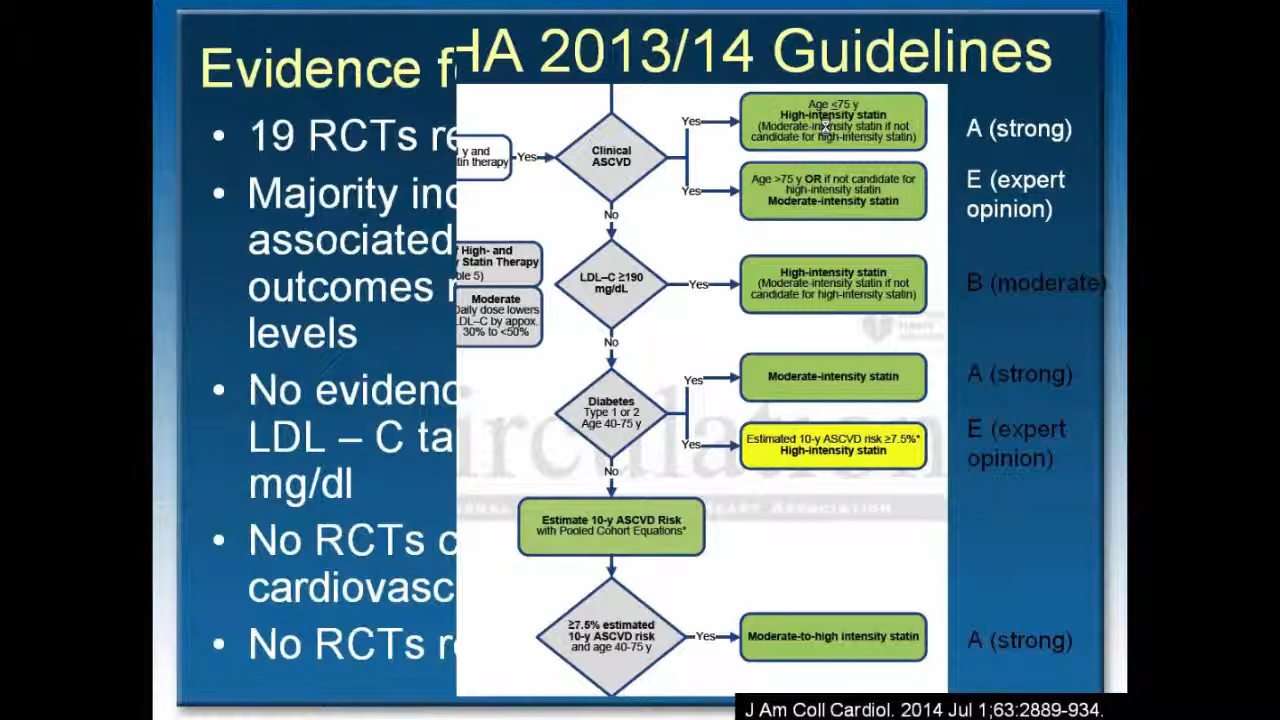 Evidence f
HA 2013/14 Guidelines
• 19 RCTs re
• Majority inc
associated
outcomes r
levels
• No evidenc
LDL – C ta
mg/dl
• No RCTs c
cardiovasc
• No RCTs re
y and
tin therapy
Yes
Clinical
ASCVD
Yes
Age ≤75 y
High-intensity statin
(Moderate-intensity statin if not
candidate for high-intensity statin)
A (strong)
Yes
Age >75 y OR if not candidate for
high-intensity statin
Moderate-intensity statin
E (expert
opinion)
No
f High- and
y Statin Therapy
ble 5)
Moderate
Daily dose lowers
LDL–C by appox.
30% to <50%
LDL–C ≥190
mg/dL
Yes
High-intensity statin
(Moderate-intensity statin if not
candidate for high-intensity statin)
B (moderate)
No
Diabetes
Type 1 or 2
Age 40-75 y
Yes
Moderate-intensity statin
A (strong)
Yes
Estimated 10-y ASCVD risk ≥7.5%*
High-intensity statin
E (expert
opinion)
No
irculation
Estimate 10-y ASCVD Risk
with Pooled Cohort Equations*
≥7.5% estimated
10-y ASCVD risk
and age 40-75 y
Yes
Moderate-to-high intensity statin
A (strong)
J Am Coll Cardiol. 2014 Jul 1;63:2889-934.